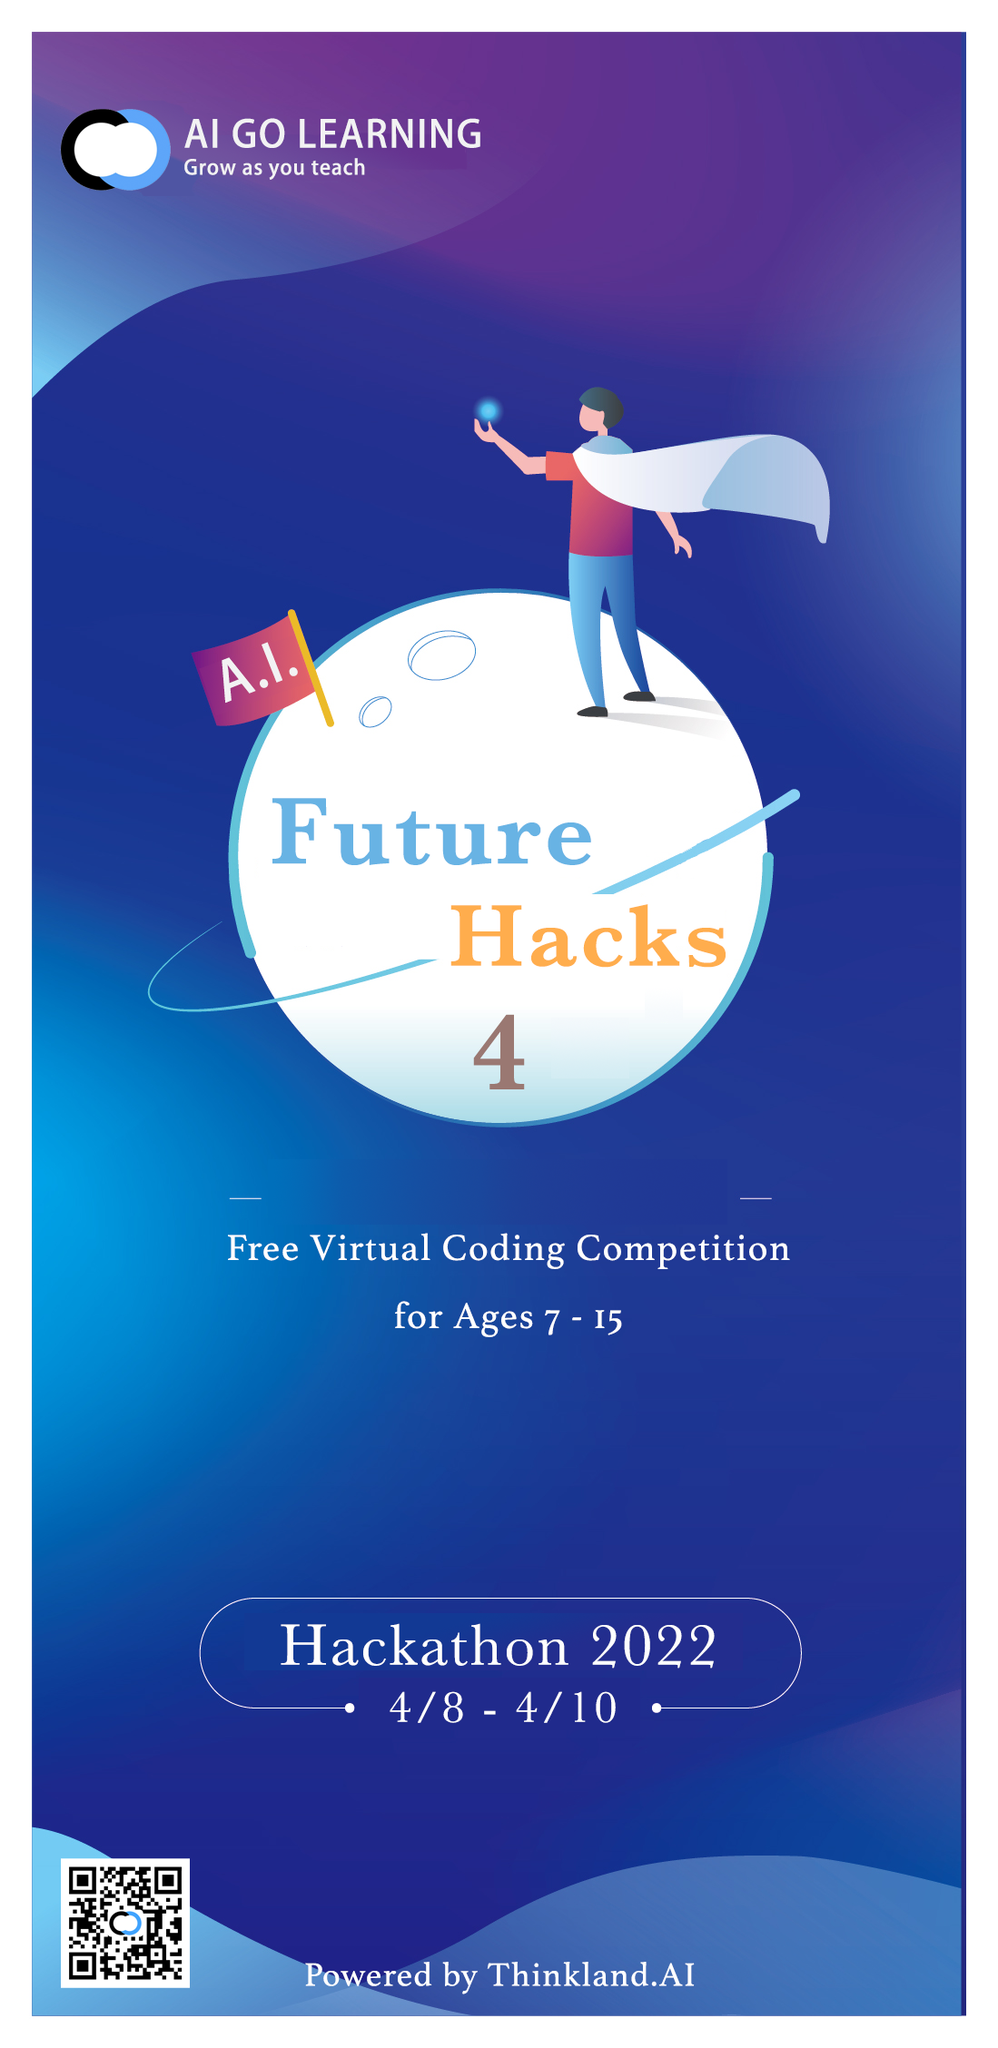 AI GO LEARNING
Grow as you teach
A.I.
Future
Hacks
4
Free Virtual Coding Competition
for Ages 7 - 15
Hackathon 2022
4/8 - 4/10
Powered by Thinkland.AI